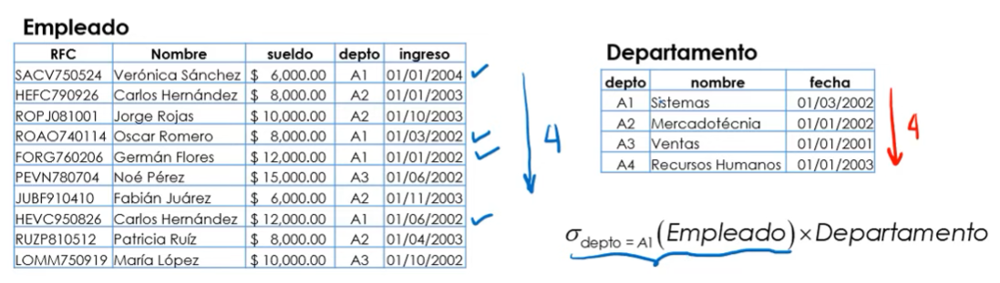 Empleado
RFC Nombre sueldo depto ingreso
SACV750524 Verónica Sánchez $ 6,000.00 A1 01/01/2004
HEFC790926 Carlos Hernández $ 8,000.00 A2 01/01/2003
ROPJ081001 Jorge Rojas $ 10,000.00 A2 01/10/2003
ROAO740114 Oscar Romero $ 8,000.00 A1 01/03/2002
FORG760206 Germán Flores $ 12,000.00 A1 01/01/2002
PEVN780704 Noé Pérez $ 15,000.00 A3 01/06/2002
JUBF910410 Fabián Juárez $ 6,000.00 A2 01/11/2003
HEVC950826 Carlos Hernández $ 12,000.00 A1 01/06/2002
RUZP810512 Patricia Ruíz $ 8,000.00 A2 01/04/2003
LOMM750919 María López $ 10,000.00 A3 01/10/2002
4
Departamento
depto nombre fecha
A1 Sistemas 01/03/2002
A2 Mercadotécnia 01/01/2002
A3 Ventas 01/01/2001
A4 Recursos Humanos 01/01/2003
4
σ depto = A1 (Empleado) × Departamento